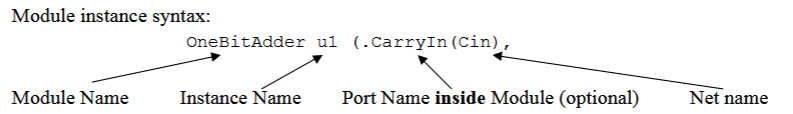 Module instance syntax:
OneBitAdder u1 (.CarryIn(Cin),
Module Name Instance Name Port Name inside Module (optional) Net name